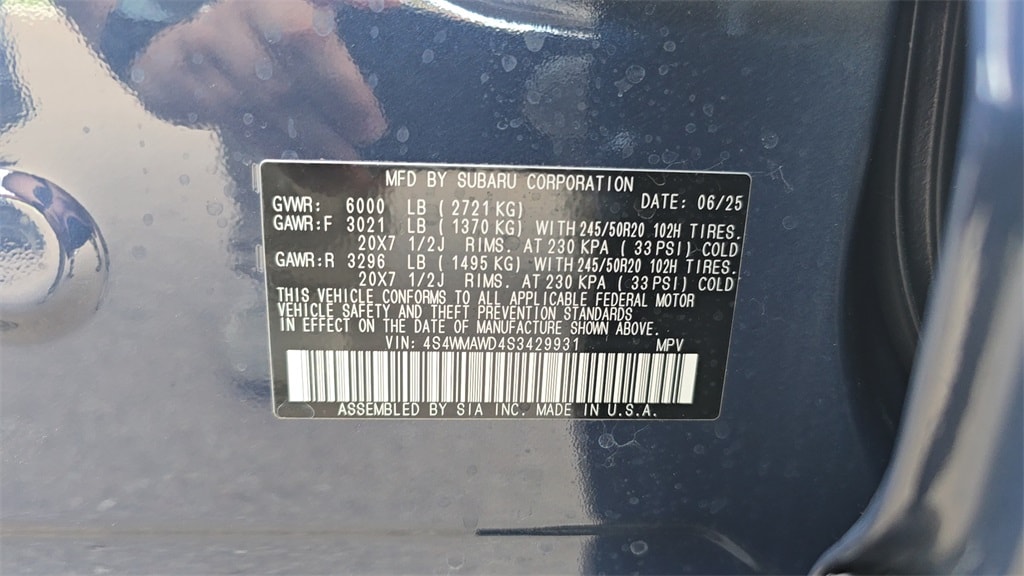 MFD BY SUBARU CORPORATION
GVWR: 6000 LB ( 2721 KG) DATE: 06/25
GAWR:F 3021 LB ( 1370 KG) WITH 245/50R20 102H TIRES.
20X7 1/2J RIMS. AT 230 KPA ( 33 PSI) COLD
GAWR:R 3296 LB ( 1495 KG) WITH 245/50R20 102H TIRES.
20X7 1/2J RIMS. AT 230 KPA ( 33 PSI) COLD
THIS VEHICLE CONFORMS TO ALL APPLICABLE FEDERAL MOTOR
VEHICLE SAFETY AND THEFT PREVENTION STANDARDS
IN EFFECT ON THE DATE OF MANUFACTURE SHOWN ABOVE.
VIN: 4S4WMAWD4S3429931 MPV
ASSEMBLED BY SIA INC. MADE IN U.S.A.